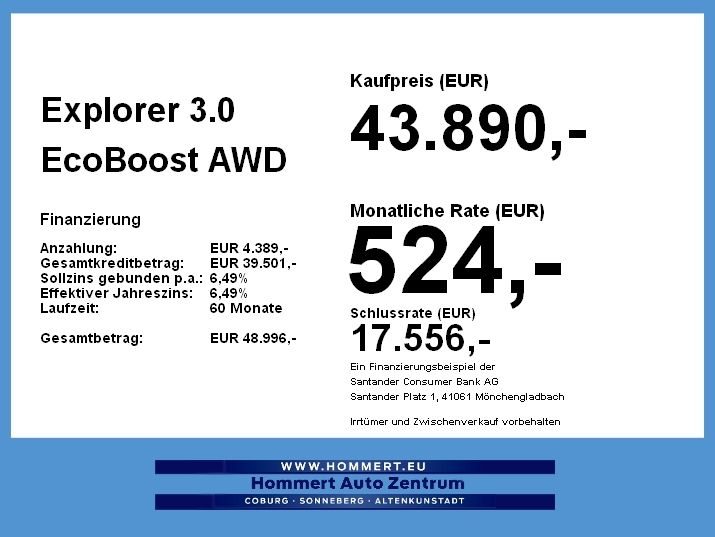 Explorer 3.0
EcoBoost AWD
Finanzierung
Anzahlung: EUR 4.389,-
Gesamtkreditbetrag: EUR 39.501,-
Sollzins gebunden p.a.: 6,49%
Effektiver Jahreszins: 6,49%
Laufzeit: 60 Monate
Gesamtbetrag: EUR 48.996,-
Kaufpreis (EUR)
43.890,-
Monatliche Rate (EUR)
524,-
Schlussrate (EUR)
17.556,-
Ein Finanzierungsbeispiel der
Santander Consumer Bank AG
Santander Platz 1, 41061 Mönchengladbach
Irrtümer und Zwischenverkauf vorbehalten
WWW.HOMMERT.EU
Hommert Auto Zentrum
COBURG · SONNEBERG · ALTENKUNSTADT